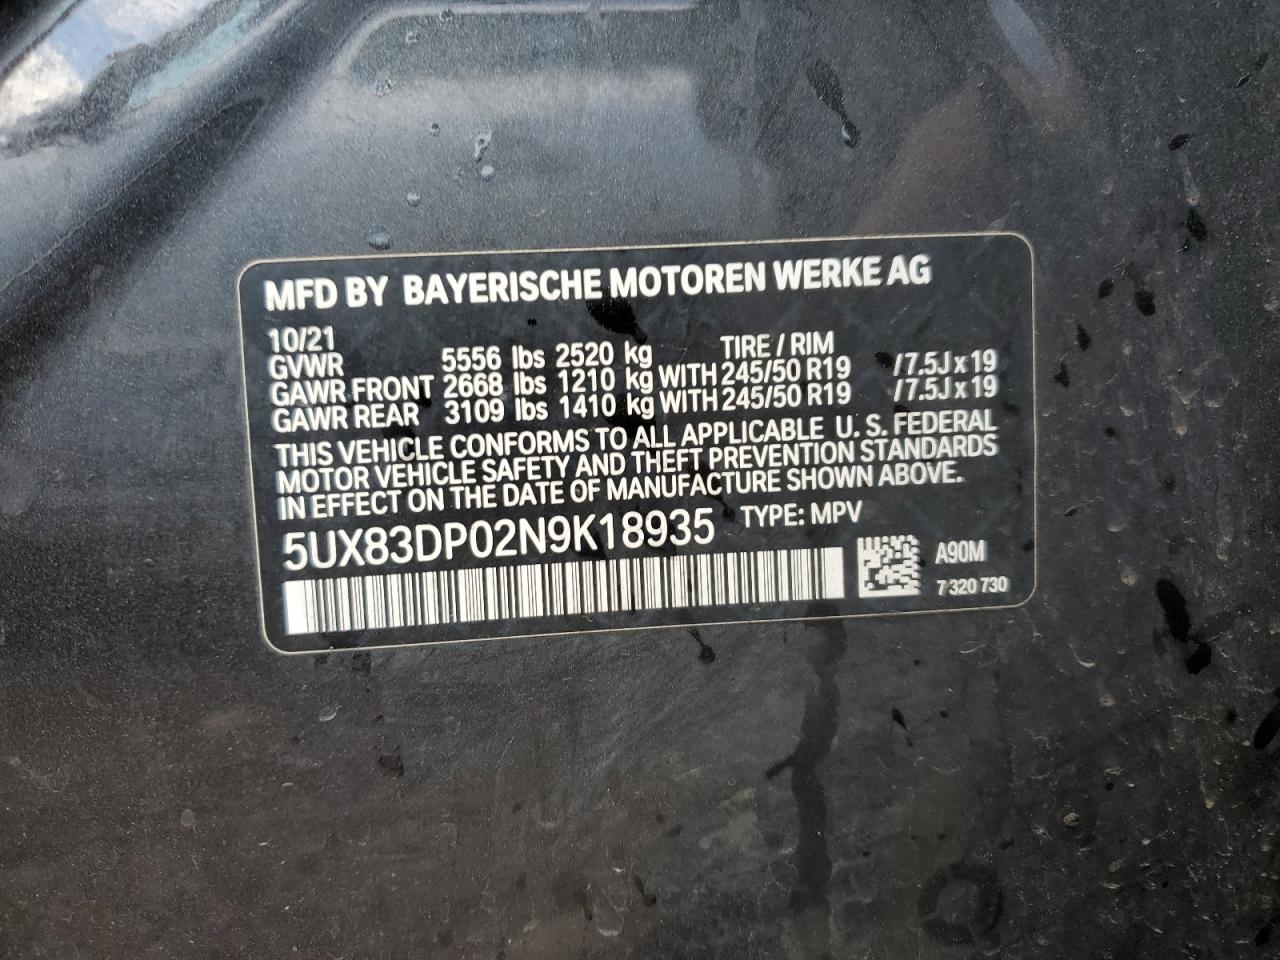 MFD BY BAYERISCHE MOTOREN WERKE AG
10/21 TIRE / RIM
GVWR 5556 lbs 2520 kg
GAWR FRONT 2668 lbs 1210 kg WITH 245/50 R19 /7.5J x 19
GAWR REAR 3109 lbs 1410 kg WITH 245/50 R19 /7.5J x 19
THIS VEHICLE CONFORMS TO ALL APPLICABLE U. S. FEDERAL
MOTOR VEHICLE SAFETY AND THEFT PREVENTION STANDARDS
IN EFFECT ON THE DATE OF MANUFACTURE SHOWN ABOVE.
5UX83DP02N9K18935 TYPE: MPV
A90M
7 320 730